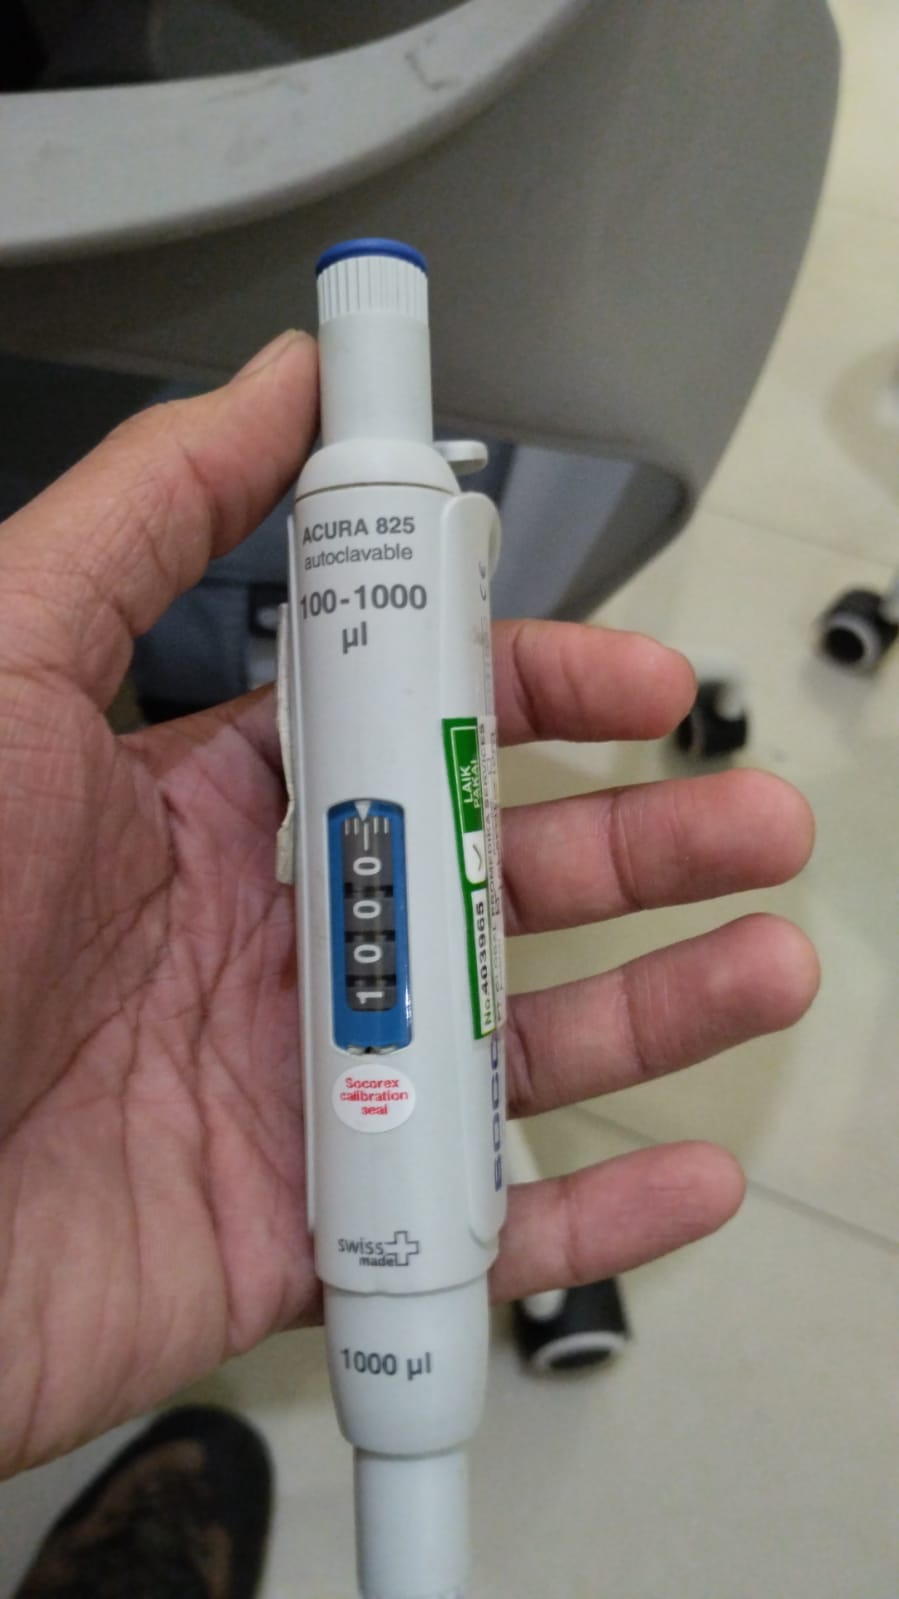 ACURA 825
autoclavable
100-1000
µl
1000
Socorex
calibration
seal
swiss
made
1000 µl
LAIK
PAKAI
No 403965